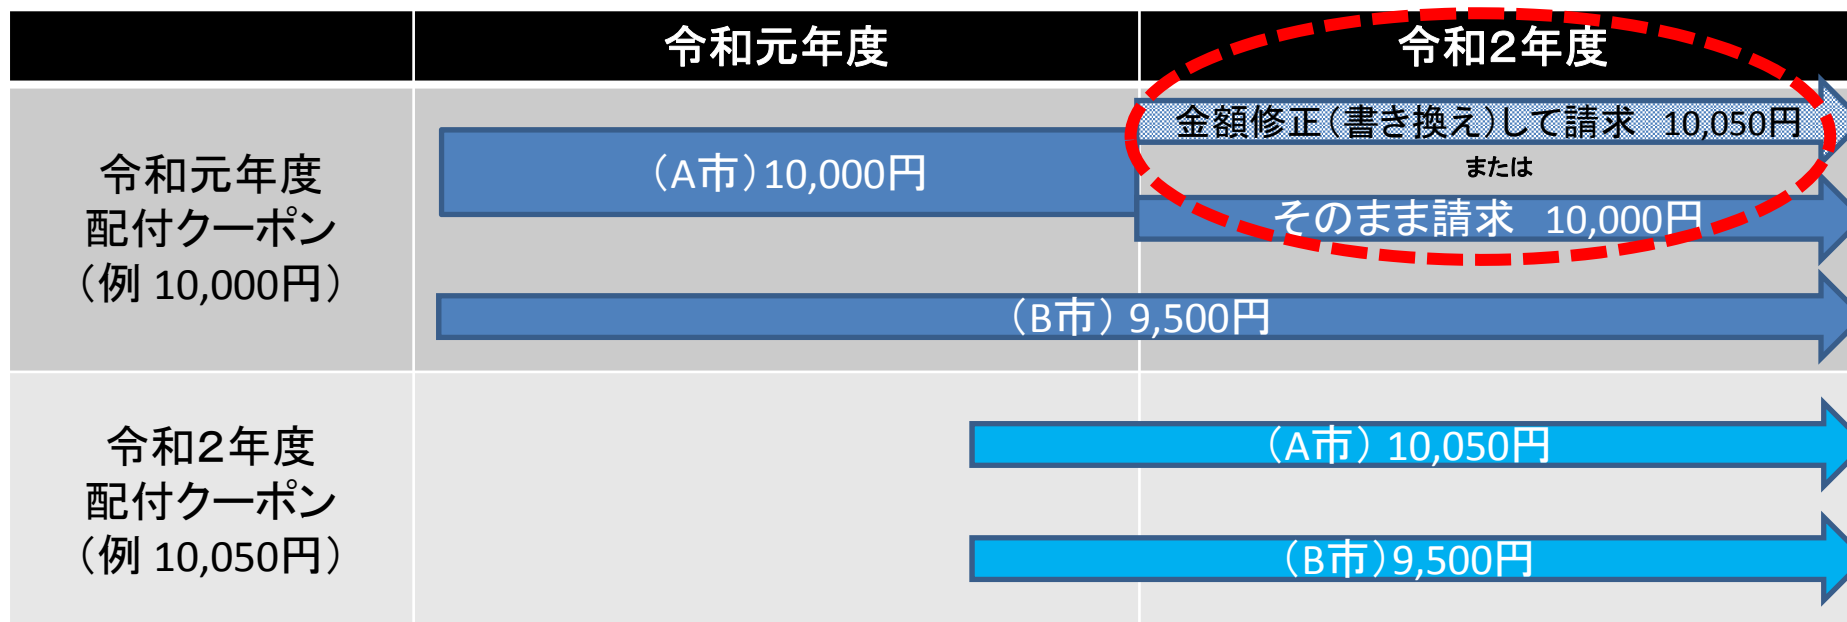 令和元年度
令和２年度
令和元年度
配付クーポン
（例 10,000円）
（A市）10,000円
金額修正（書き換え）して請求　10,050円
または
そのまま請求　10,000円
（B市） 9,500円
令和２年度
配付クーポン
（例 10,050円）
（A市） 10,050円
（B市）9,500円